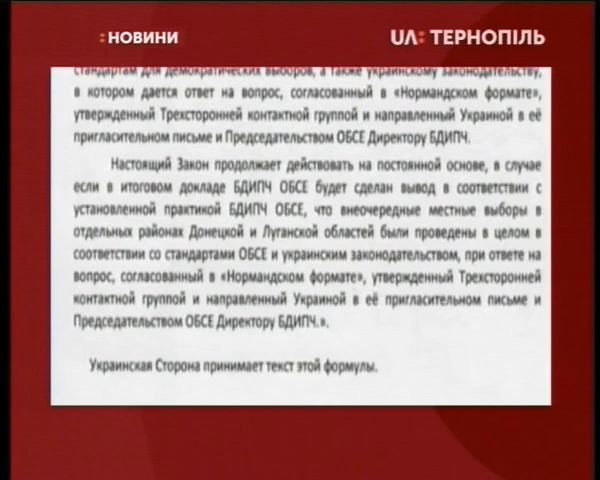 :НОВИНИ
UA: ТЕРНОПІЛЬ
стандартам для демократических выборов, а также украинскому законодательству,
в котором дается ответ на вопрос, согласованный в «Нормандском формате»,
утвержденный Трехсторонней контактной группой и направленный Украиной в её
пригласительном письме и Председательством ОБСЕ Директору БДИПЧ.
Настоящий Закон продолжает действовать на постоянной основе, в случае
если в итоговом докладе БДИПЧ ОБСЕ будет сделан вывод в соответствии с
установленной практикой БДИПЧ ОБСЕ, что внеочередные местные выборы в
отдельных районах Донецкой и Луганской областей были проведены в целом в
соответствии со стандартами ОБСЕ и украинским законодательством, при ответе на
вопрос, согласованный в «Нормандском формате», утвержденный Трехсторонней
контактной группой и направленный Украиной в её пригласительном письме и
Председательством ОБСЕ Директору БДИПЧ.».
Украинская Сторона принимает текст этой формулы.